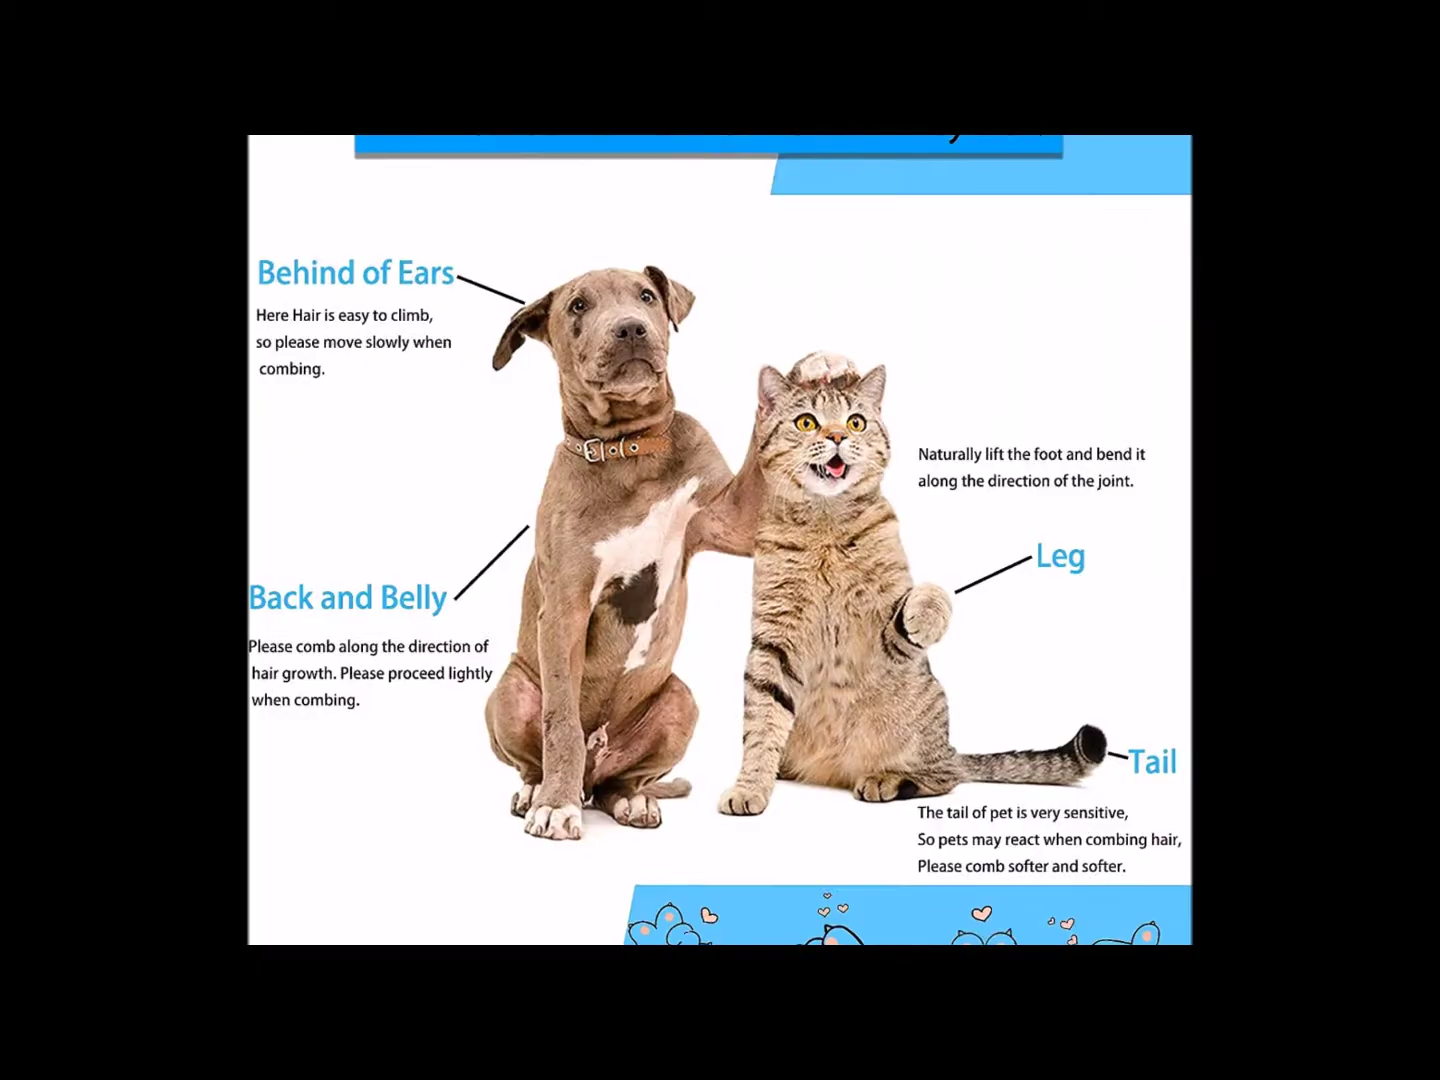 Behind of Ears
Here Hair is easy to climb,
so please move slowly when
combing.
Naturally lift the foot and bend it
along the direction of the joint.
Leg
Back and Belly
Please comb along the direction of
hair growth. Please proceed lightly
when combing.
Tail
The tail of pet is very sensitive,
So pets may react when combing hair,
Please comb softer and softer.